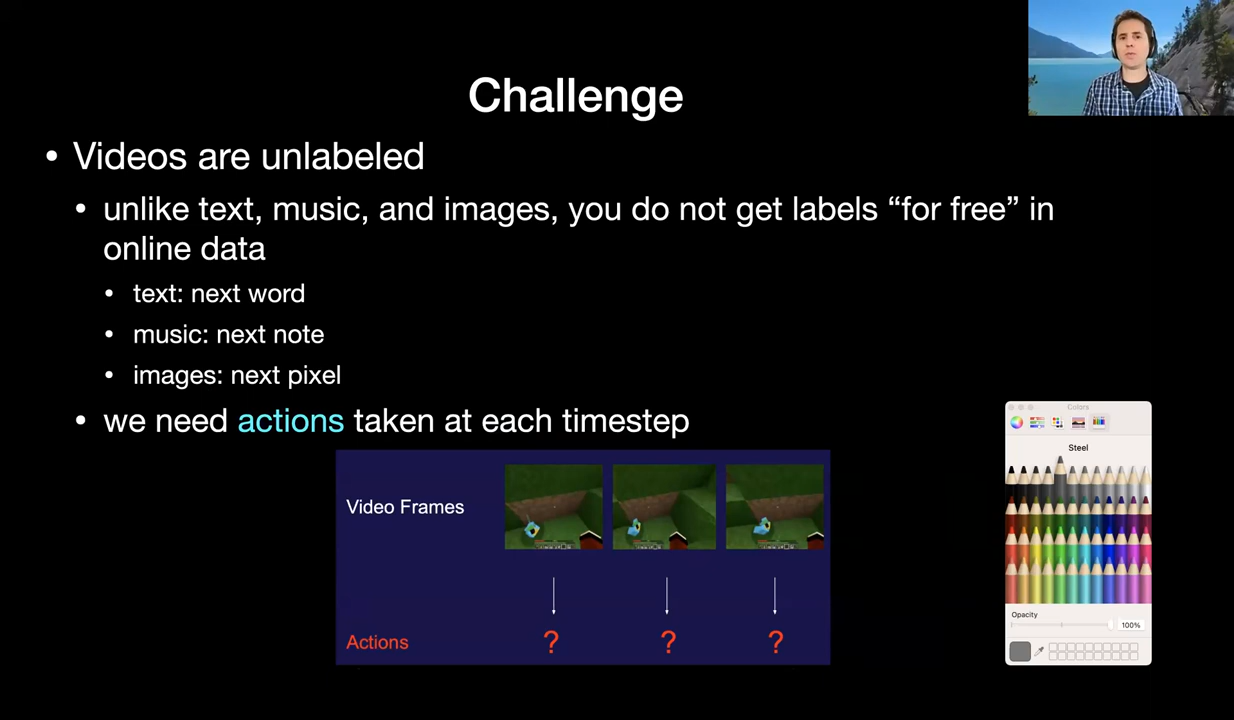 Challenge
• Videos are unlabeled
• unlike text, music, and images, you do not get labels “for free” in
online data
• text: next word
• music: next note
• images: next pixel
• we need actions taken at each timestep
Video Frames
Actions
? ? ?
Colors
Steel
Opacity
100%